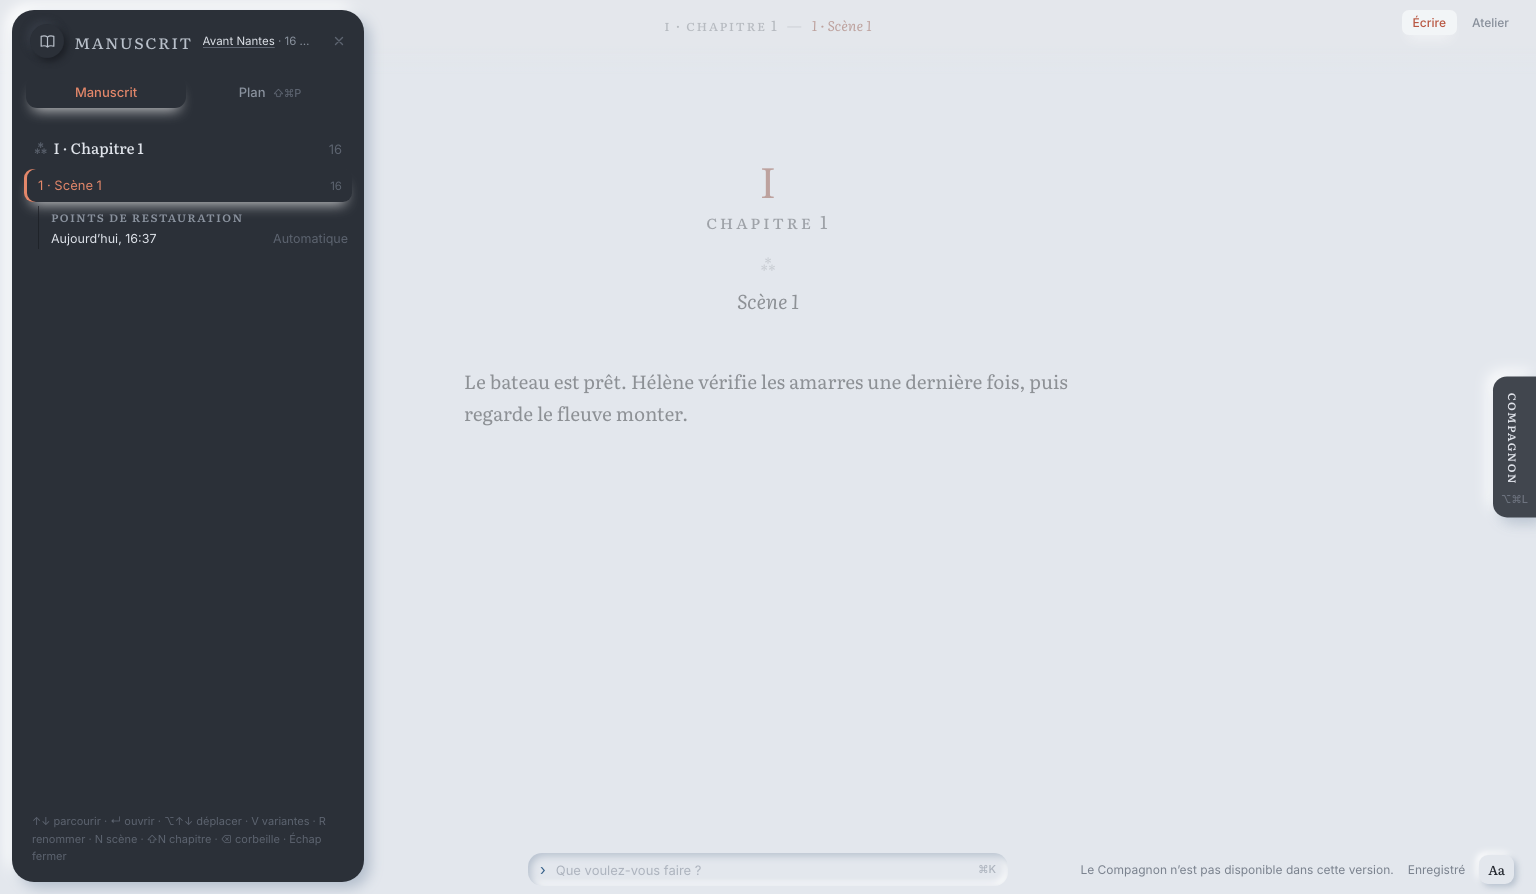 MANUSCRIT Avant Nantes · 16 ...
Manuscrit
Plan ⇧⌘P
I · Chapitre 1 16
1 · Scène 1 16
POINTS DE RESTAURATION
Aujourd'hui, 16:37 Automatique
↑↓ parcourir · ↵ ouvrir · ⌥↑↓ déplacer · V variantes · R
renommer · N scène · ⇧N chapitre · ⌫ corbeille · Échap
fermer
I · CHAPITRE 1 — 1 · Scène 1
Écrire
Atelier
I
CHAPITRE 1
Scène 1
Le bateau est prêt. Hélène vérifie les amarres une dernière fois, puis
regarde le fleuve monter.
COMPAGNON
⌥⌘L
› Que voulez-vous faire ? ⌘K
Le Compagnon n'est pas disponible dans cette version.
Enregistré
Aa